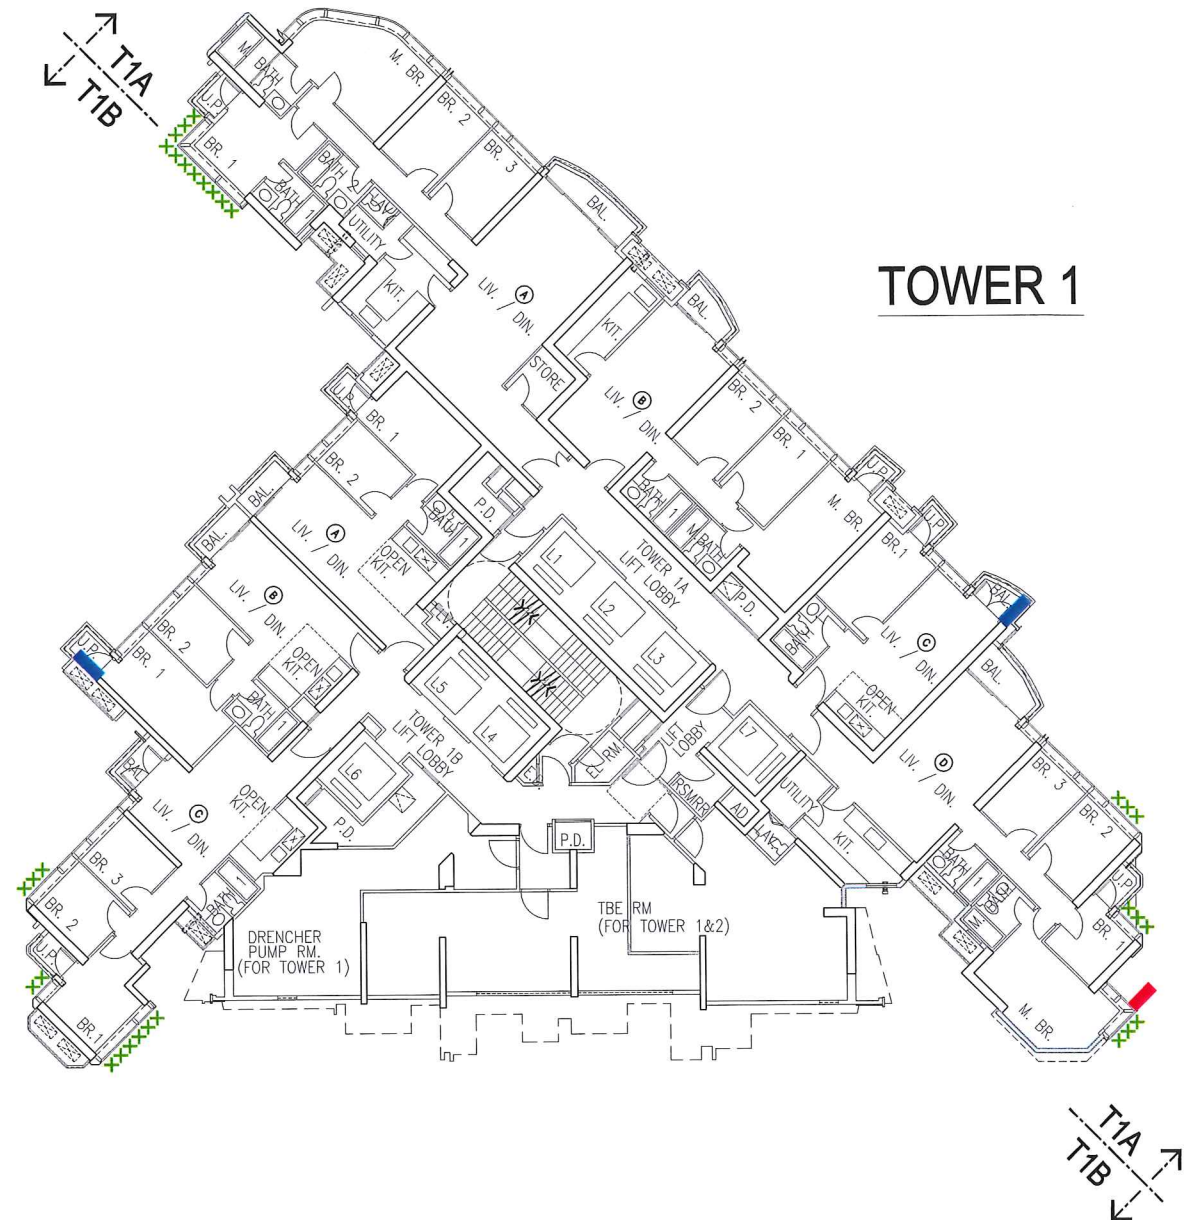 T1A
T1B
TOWER 1
M.
BATH
M. BR.
U.P.
BR. 1
BR. 2
BR. 3
BATH 2
BATH 1
LAV.
UTILITY
BAL.
KIT.
LIV. / DIN.
A
BAL.
KIT.
STORE
LIV. / DIN.
B
BR. 2
BR. 1
M. BR.
U.P.
U.P.
U.P.
BR. 1
BR. 2
P.D.
BATH 1
BAL.
LIV. / DIN.
A
OPEN
KIT.
BAL.
LIV. / DIN.
B
BR. 2
BR. 1
U.P.
OPEN
KIT.
BATH 1
BATH 1
M.BATH
P.D.
TOWER 1A
LIFT LOBBY
L1
L2
L3
L5
L4
TOWER 1B
LIFT LOBBY
L6
P.D.
BR.1
BATH
LIV. / DIN.
C
BAL.
OPEN
KIT.
BAL.
LIV. / DIN.
D
BR. 3
BR. 2
U.P.
BR. 1
BATH 1
M. BR.
KIT.
UTILITY
LAV.
L7
LIFT
LOBBY
RSMRR
AD
RM.
P.D.
BAL.
LIV. / DIN.
C
OPEN
KIT.
BR. 3
BR. 2
BATH 1
U.P.
BR.1
DRENCHER
PUMP RM.
(FOR TOWER 1)
TBE RM
(FOR TOWER 1&2)
T1A
T1B